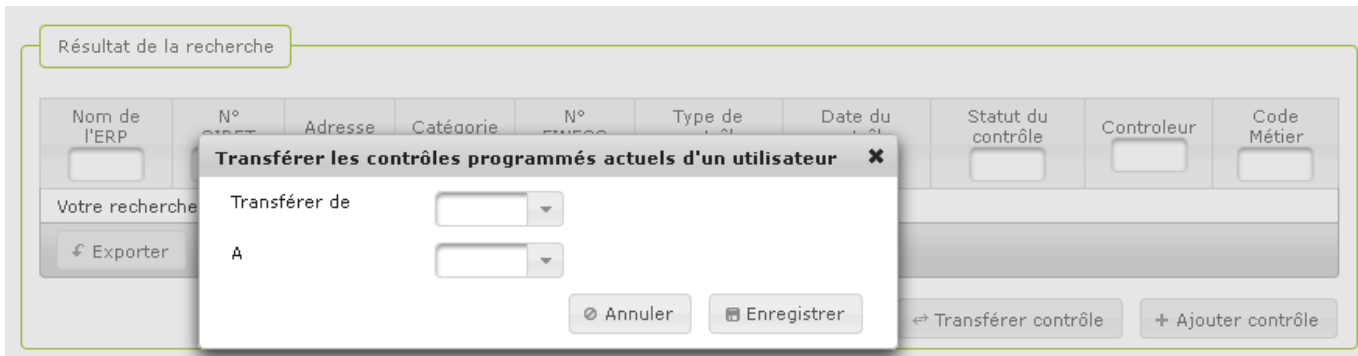 Résultat de la recherche
Nom de l'ERP
N°
Adresse
Catégorie
N°
Type de
Date du
Statut du contrôle
Controleur
Code Métier
Transférer les contrôles programmés actuels d'un utilisateur
Votre recherche
Transférer de
Exporter
A
Annuler
Enregistrer
Transférer contrôle
+ Ajouter contrôle